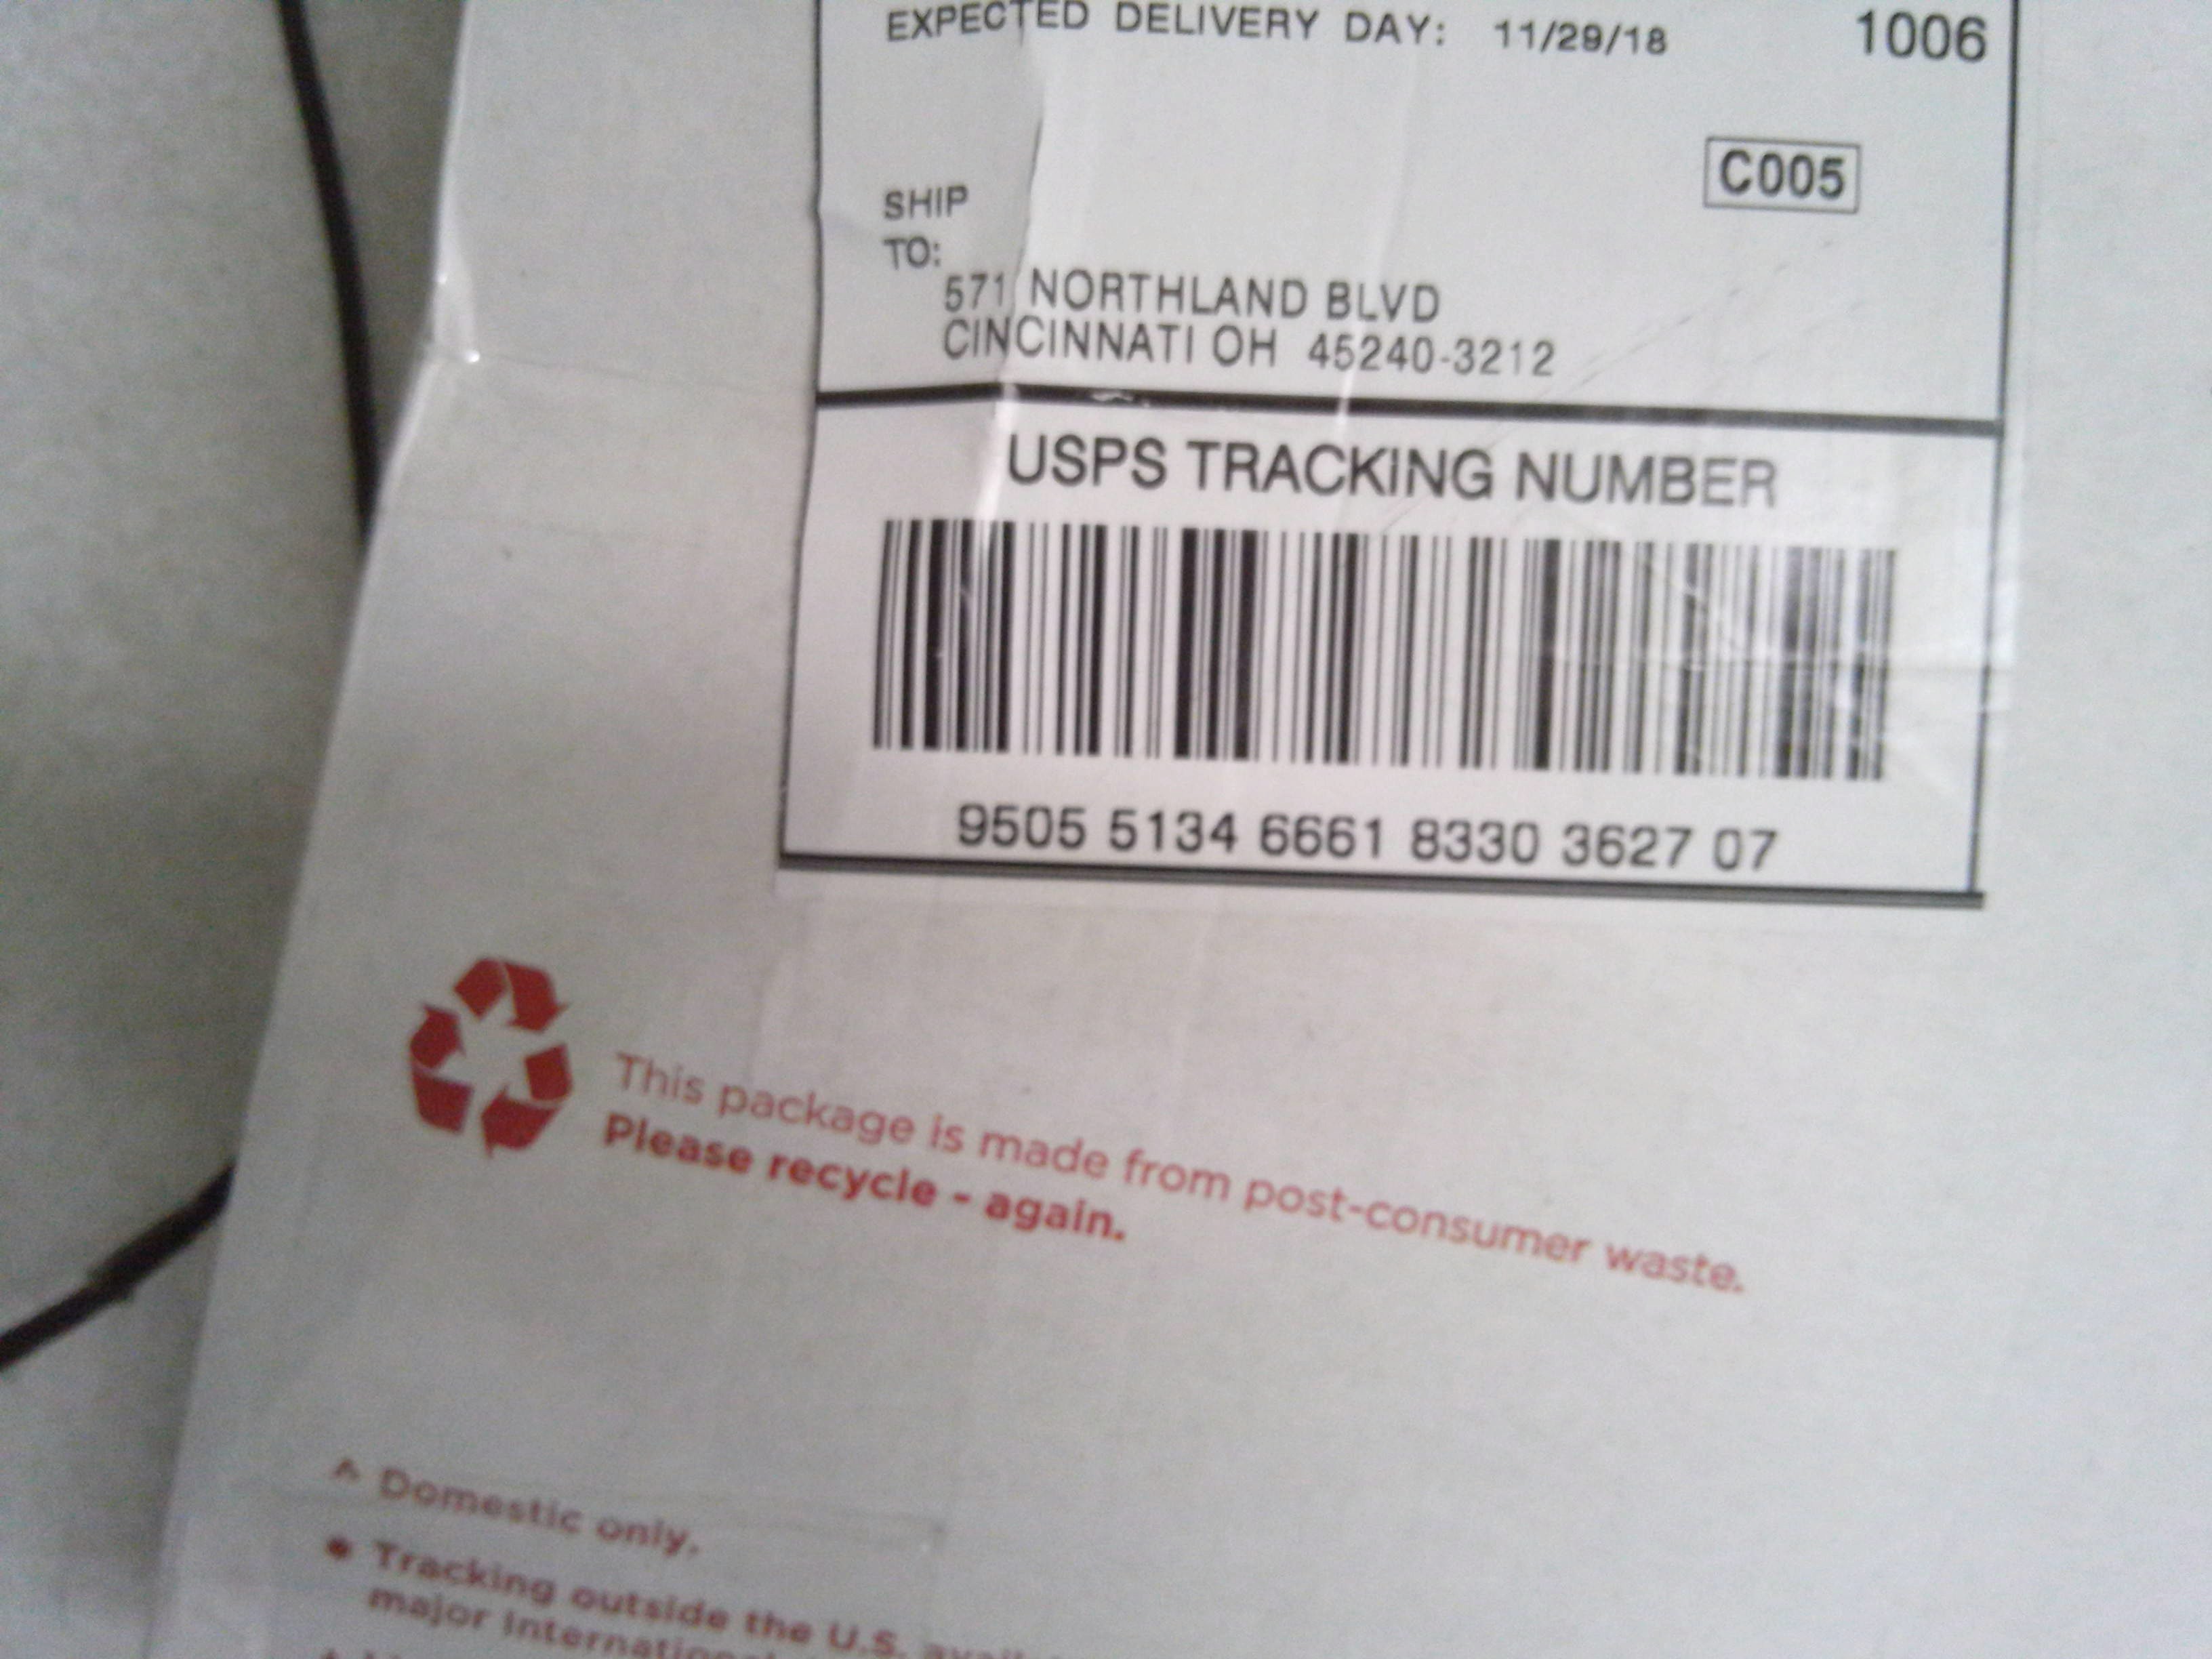 EXPECTED DELIVERY DAY: 11/29/18
1006
C005
SHIP
TO:
571 NORTHLAND BLVD
CINCINNATI OH 45240-3212
USPS TRACKING NUMBER
9505 5134 6661 8330 3627 07
This package is made from post-consumer waste.
Please recycle - again.
^ Domestic only.
* Tracking outside the U.S.
major